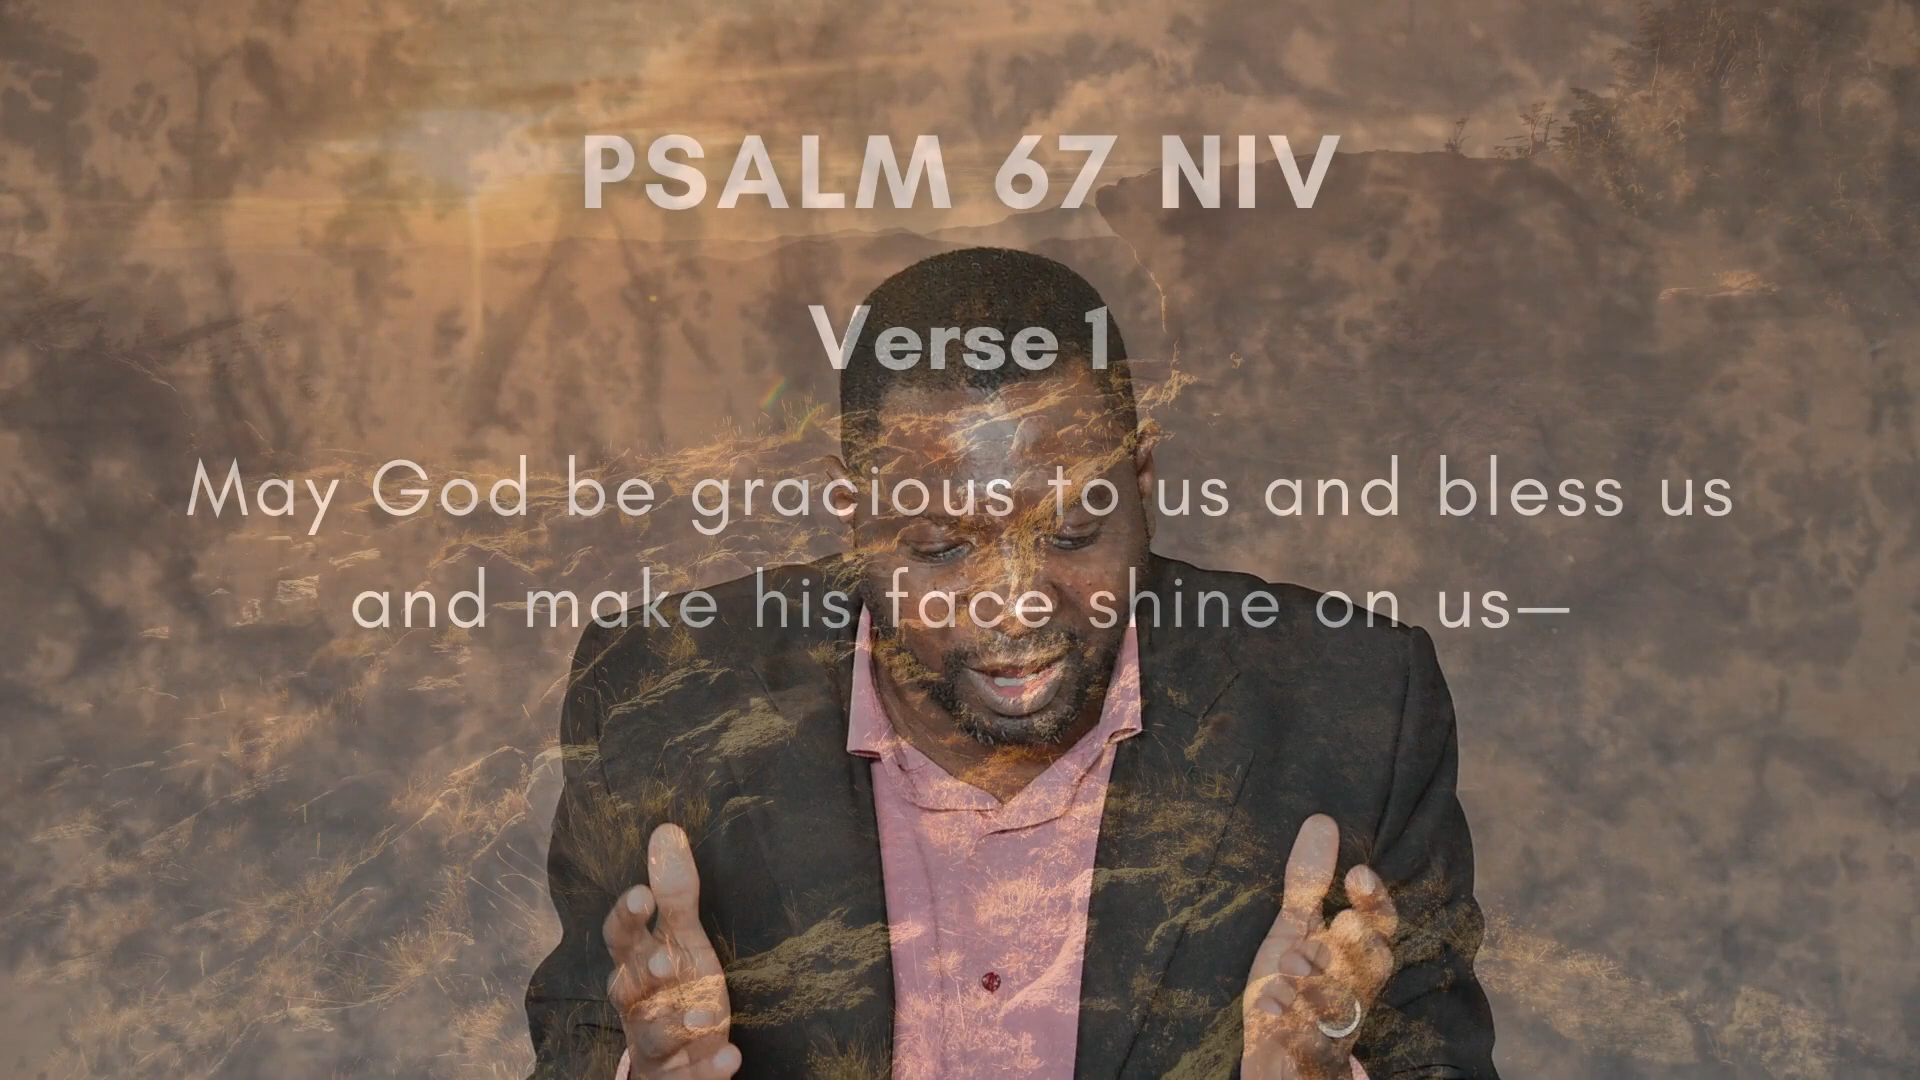 PSALM 67 NIV
Verse 1
May God be gracious to us and bless us
and make his face shine on us—